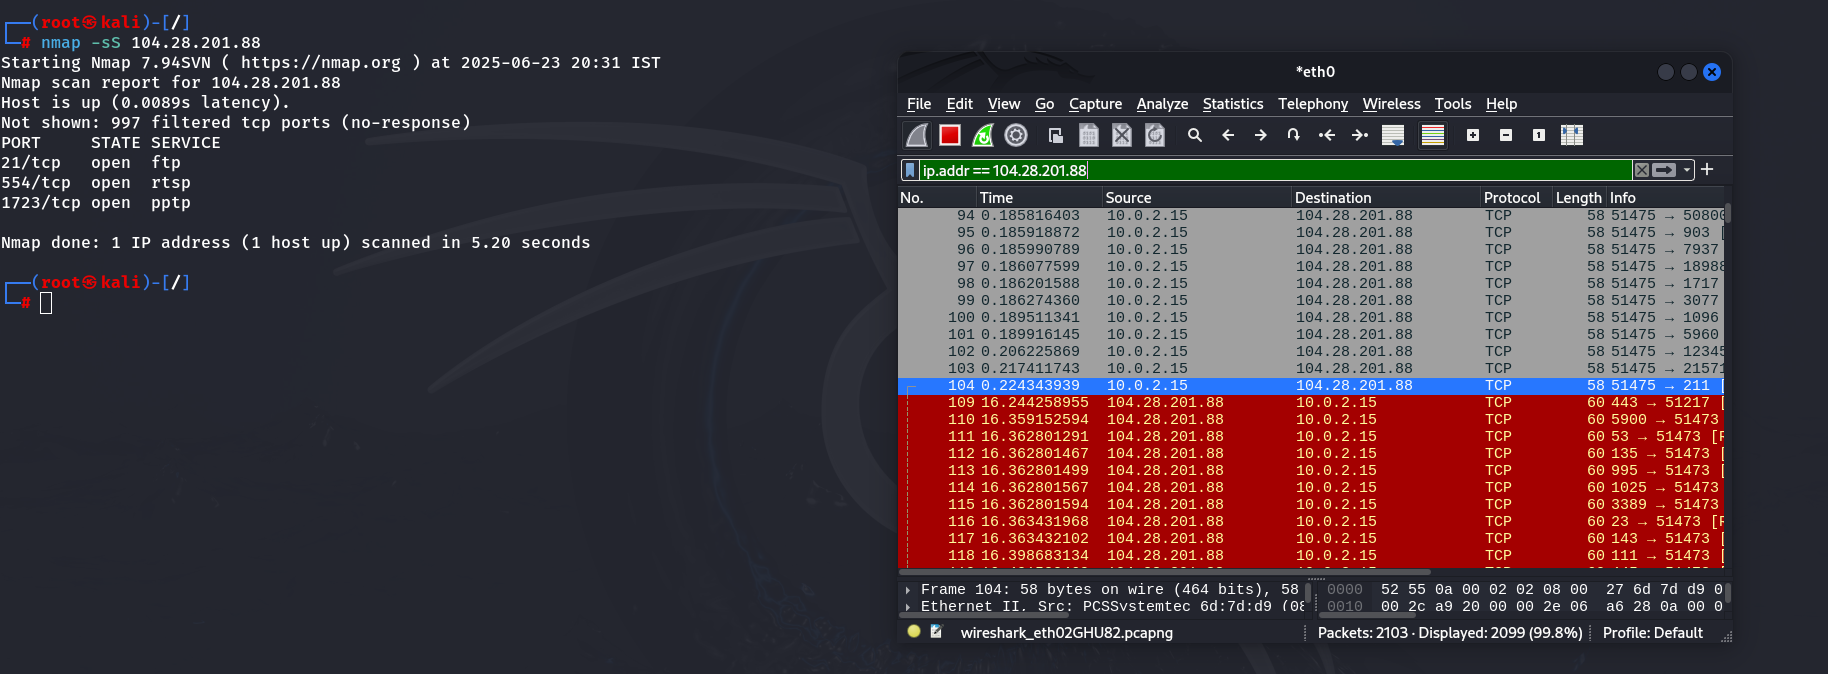 ┌──(root㉿kali)-[/]
└─# nmap -sS 104.28.201.88
Starting Nmap 7.94SVN ( https://nmap.org ) at 2025-06-23 20:31 IST
Nmap scan report for 104.28.201.88
Host is up (0.0089s latency).
Not shown: 997 filtered tcp ports (no-response)
PORT STATE SERVICE
21/tcp open ftp
554/tcp open rtsp
1723/tcp open pptp
Nmap done: 1 IP address (1 host up) scanned in 5.20 seconds
┌──(root㉿kali)-[/]
└─#
*eth0
File Edit View Go Capture Analyze Statistics Telephony Wireless Tools Help
ip.addr == 104.28.201.88
No. Time Source Destination Protocol Length Info
94 0.185816403 10.0.2.15 104.28.201.88 TCP 58 51475 → 50800
95 0.185918872 10.0.2.15 104.28.201.88 TCP 58 51475 → 903 [
96 0.185990789 10.0.2.15 104.28.201.88 TCP 58 51475 → 7937
97 0.186077599 10.0.2.15 104.28.201.88 TCP 58 51475 → 18988
98 0.186201588 10.0.2.15 104.28.201.88 TCP 58 51475 → 1717
99 0.186274360 10.0.2.15 104.28.201.88 TCP 58 51475 → 3077
100 0.189511341 10.0.2.15 104.28.201.88 TCP 58 51475 → 1096
101 0.189916145 10.0.2.15 104.28.201.88 TCP 58 51475 → 5960
102 0.206225869 10.0.2.15 104.28.201.88 TCP 58 51475 → 12345
103 0.217411743 10.0.2.15 104.28.201.88 TCP 58 51475 → 21571
104 0.224343939 10.0.2.15 104.28.201.88 TCP 58 51475 → 211 [
109 16.244258955 104.28.201.88 10.0.2.15 TCP 60 443 → 51217 [
110 16.359152594 104.28.201.88 10.0.2.15 TCP 60 5900 → 51473
111 16.362801291 104.28.201.88 10.0.2.15 TCP 60 53 → 51473 [R
112 16.362801467 104.28.201.88 10.0.2.15 TCP 60 135 → 51473 [
113 16.362801499 104.28.201.88 10.0.2.15 TCP 60 995 → 51473 [
114 16.362801567 104.28.201.88 10.0.2.15 TCP 60 1025 → 51473
115 16.362801594 104.28.201.88 10.0.2.15 TCP 60 3389 → 51473
116 16.363431968 104.28.201.88 10.0.2.15 TCP 60 23 → 51473 [R
117 16.363432102 104.28.201.88 10.0.2.15 TCP 60 143 → 51473 [
118 16.398683134 104.28.201.88 10.0.2.15 TCP 60 111 → 51473 [
Frame 104: 58 bytes on wire (464 bits), 58
Ethernet II, Src: PCSSystemtec_6d:7d:d9 (08
0000 52 55 0a 00 02 02 08 00 27 6d 7d d9 0
0010 00 2c a9 20 00 00 2e 06 a6 28 0a 00 0
wireshark_eth02GHU82.pcapng
Packets: 2103 · Displayed: 2099 (99.8%)
Profile: Default